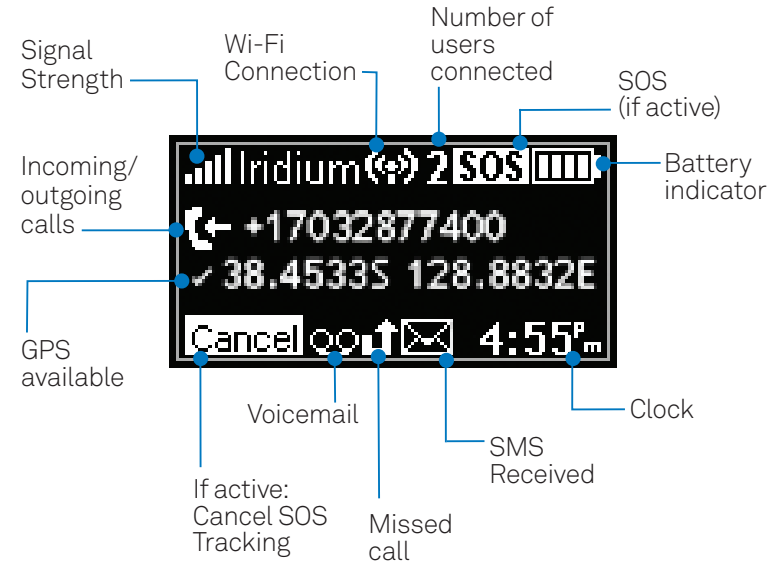 Signal
Strength
Wi-Fi
Connection
Number of
users
connected
SOS
(if active)
Incoming/
outgoing
calls
Battery
indicator
Iridium 2 SOS
+17032877400
38.4533S 128.8832E
Cancel 4:55Pm
GPS
available
Voicemail
Clock
SMS
Received
If active:
Cancel SOS
Tracking
Missed
call